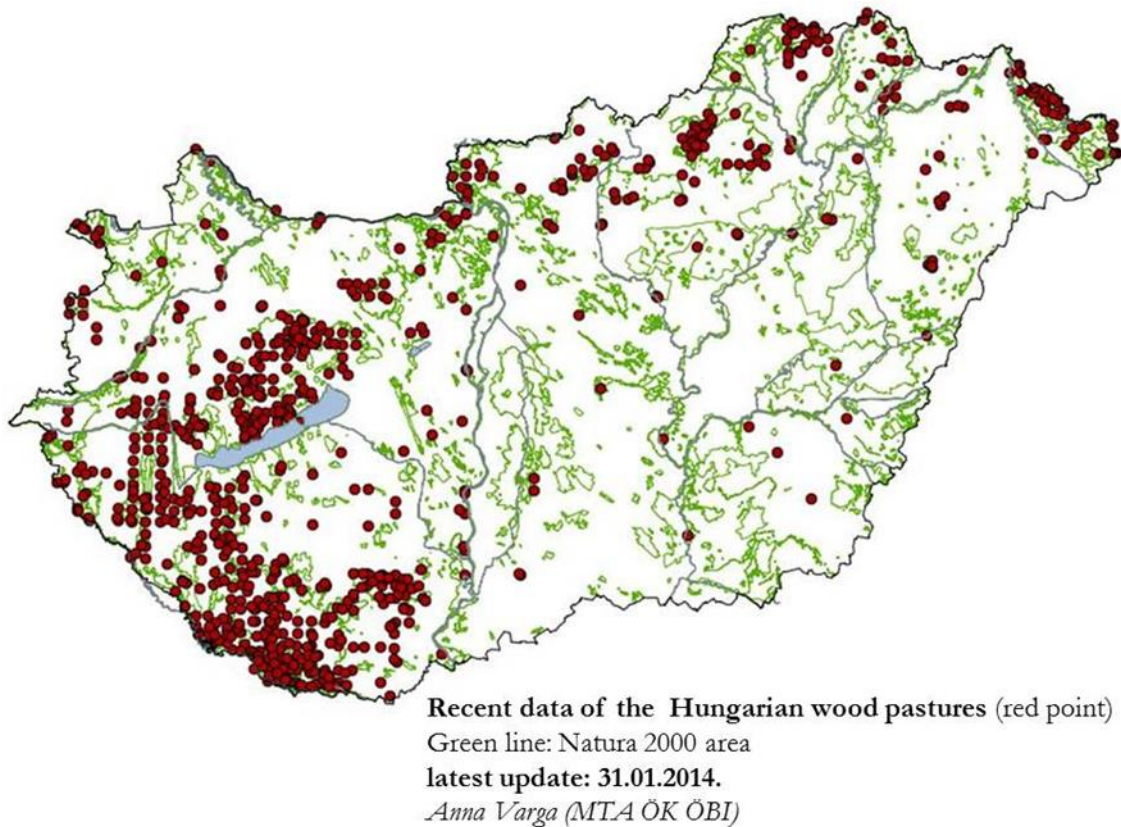 Recent data of the Hungarian wood pastures (red point)
Green line: Natura 2000 area
latest update: 31.01.2014.
Anna Varga (MTA ÖK ÖBI)